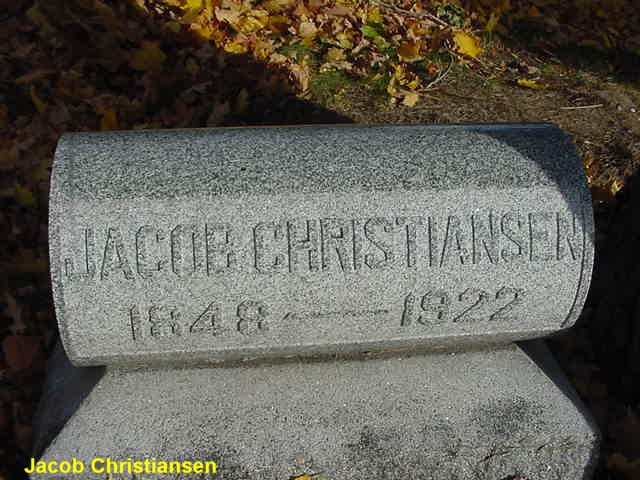 JACOB CHRISTIANSEN
1848 — 1922
Jacob Christiansen